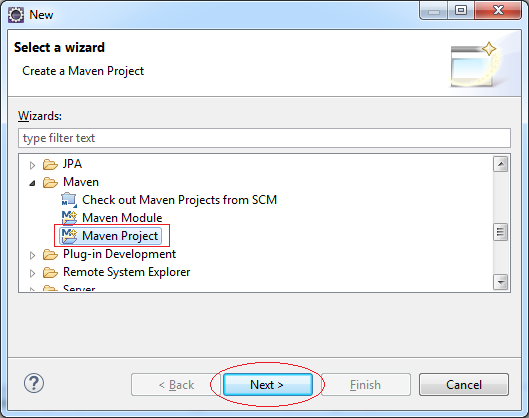 New
Select a wizard
Create a Maven Project
Wizards:
type filter text
JPA
Maven
Check out Maven Projects from SCM
Maven Module
Maven Project
Plug-in Development
Remote System Explorer
Server
? < Back Next > Finish Cancel